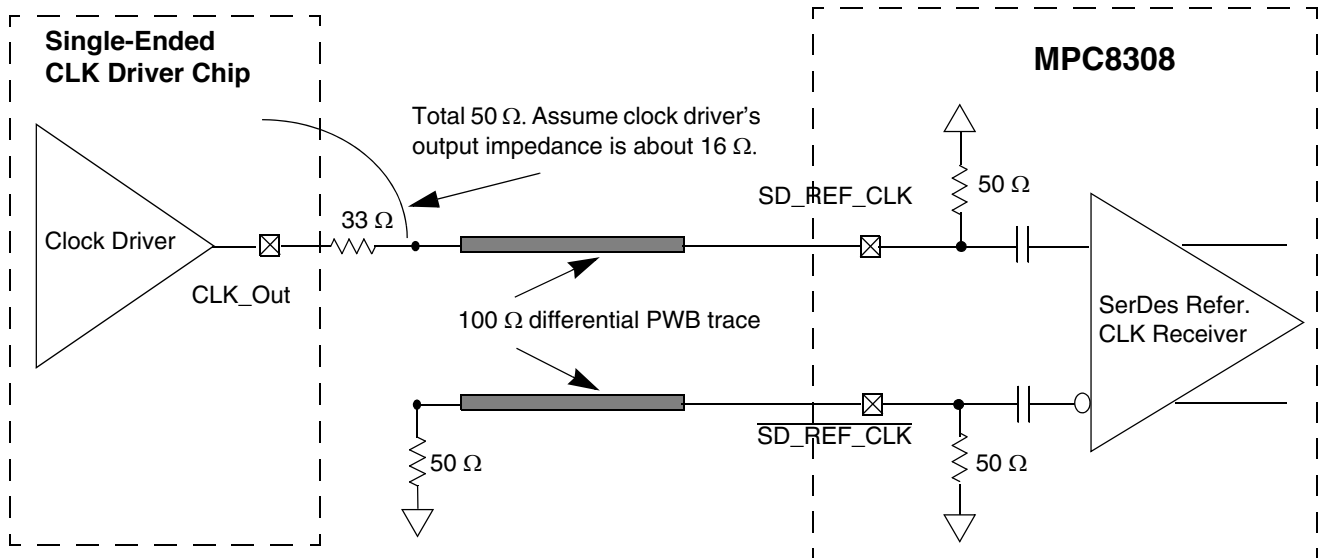 Single-Ended
CLK Driver Chip
MPC8308
Total 50 Ω. Assume clock driver's
output impedance is about 16 Ω.
SD_REF_CLK
50 Ω
33 Ω
Clock Driver
CLK_Out
100 Ω differential PWB trace
SerDes Refer.
CLK Receiver
SD_REF_CLK
50 Ω
50 Ω